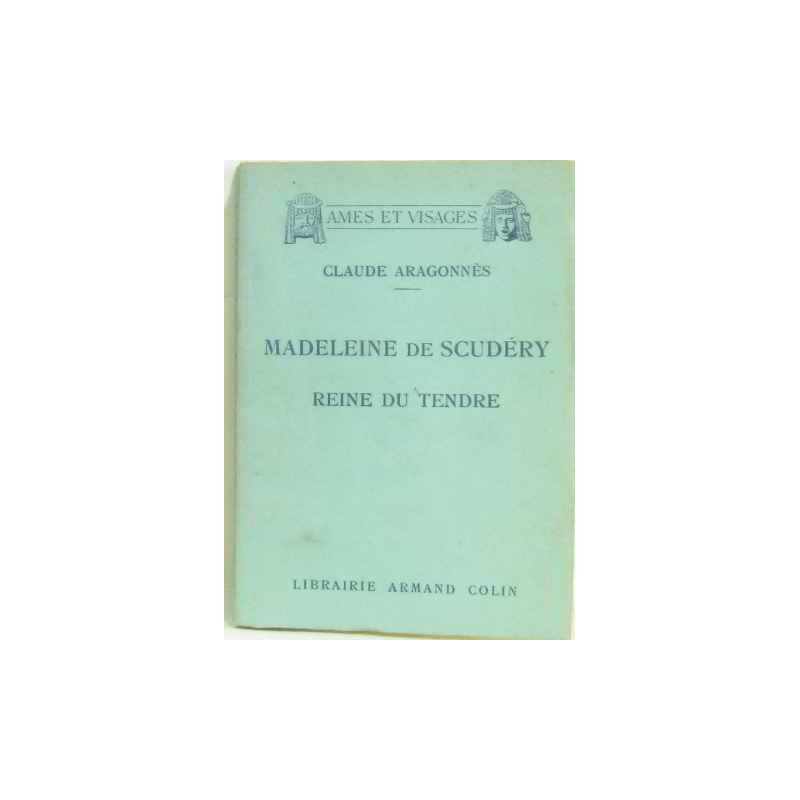 AMES ET VISAGES
CLAUDE ARAGONNÈS
MADELEINE DE SCUDÉRY
REINE DU TENDRE
LIBRAIRIE ARMAND COLIN